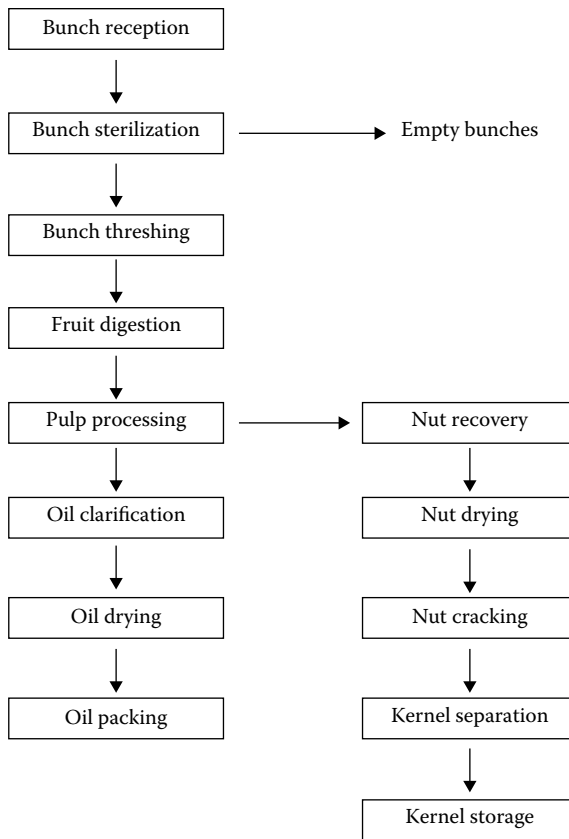 Bunch reception
Bunch sterilization
Empty bunches
Bunch threshing
Fruit digestion
Pulp processing
Nut recovery
Oil clarification
Nut drying
Oil drying
Nut cracking
Oil packing
Kernel separation
Kernel storage